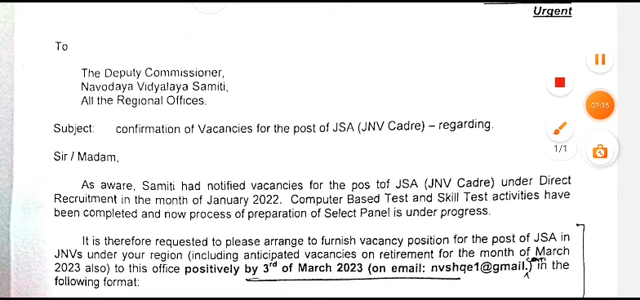 Urgent
To
The Deputy Commissioner,
Navodaya Vidyalaya Samiti,
All the Regional Offices.
Subject: confirmation of Vacancies for the post of JSA (JNV Cadre) – regarding.
Sir / Madam,
As aware, Samiti had notified vacancies for the pos tof JSA (JNV Cadre) under Direct
Recruitment in the month of January 2022. Computer Based Test and Skill Test activities have
been completed and now process of preparation of Select Panel is under progress.
It is therefore requested to please arrange to furnish vacancy position for the post of JSA in
JNVs under your region (including anticipated vacancies on retirement for the month of March
2023 also) to this office positively by 3rd of March 2023 (on email: nvshqe1@gmail.com) in the
following format:
07:35
1/1